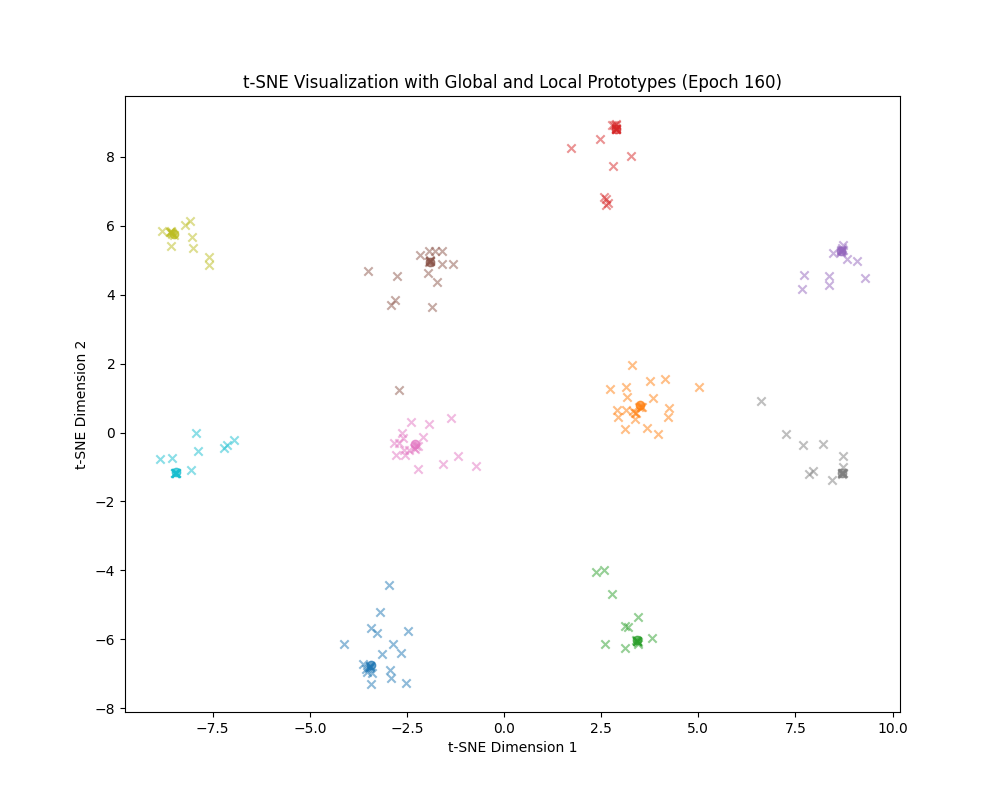 t-SNE Visualization with Global and Local Prototypes (Epoch 160)
8
6
4
2
0
−2
−4
−6
−8
t-SNE Dimension 2
−7.5 −5.0 −2.5 0.0 2.5 5.0 7.5 10.0
t-SNE Dimension 1